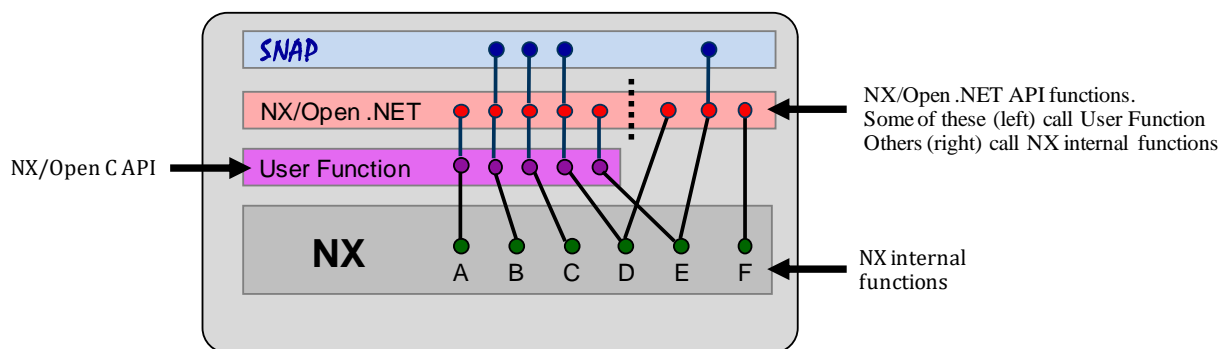 SNAP
NX/Open .NET
NX/Open .NET API functions.
Some of these (left) call User Function
Others (right) call NX internal functions
NX/Open C API
User Function
NX
A B C D E F
NX internal
functions